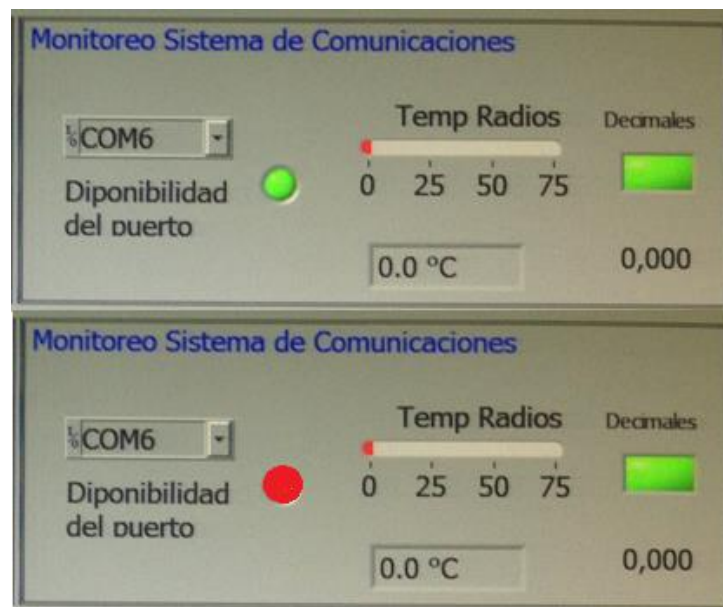 Monitoreo Sistema de Comunicaciones
Temp Radios
Decimales
COM6
0 25 50 75
Diponibilidad
del puerto
0.0 ºC
0,000
Monitoreo Sistema de Comunicaciones
Temp Radios
Decimales
COM6
0 25 50 75
Diponibilidad
del puerto
0.0 ºC
0,000